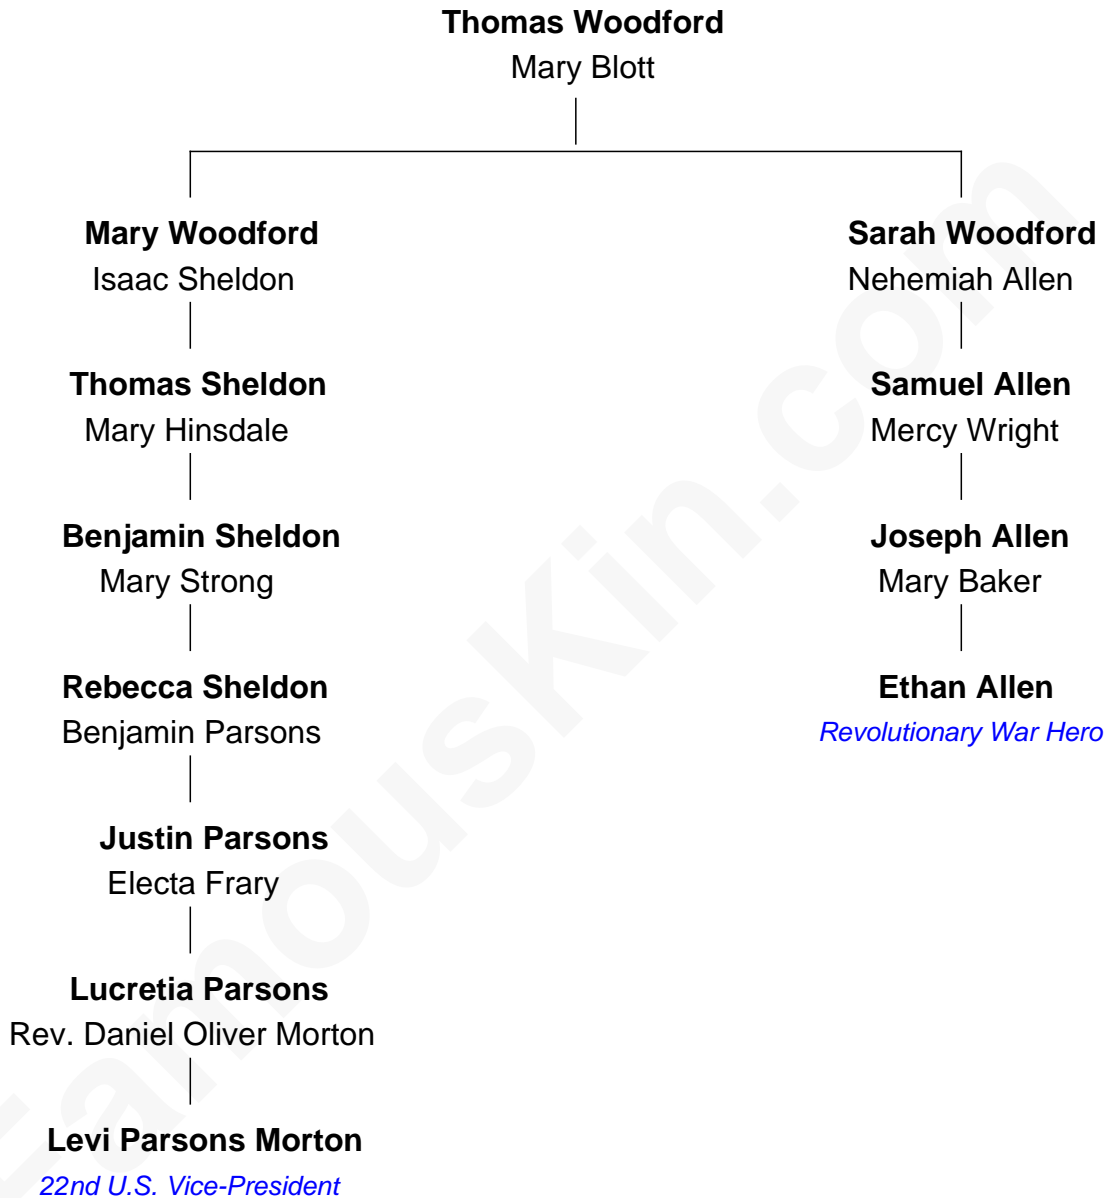 Thomas Woodford
Mary Blott
Mary Woodford
Isaac Sheldon
Sarah Woodford
Nehemiah Allen
Thomas Sheldon
Mary Hinsdale
Samuel Allen
Mercy Wright
Benjamin Sheldon
Mary Strong
Joseph Allen
Mary Baker
Rebecca Sheldon
Benjamin Parsons
Ethan Allen
Revolutionary War Hero
Justin Parsons
Electa Frary
Lucretia Parsons
Rev. Daniel Oliver Morton
Levi Parsons Morton
22nd U.S. Vice-President
FamousKin.com